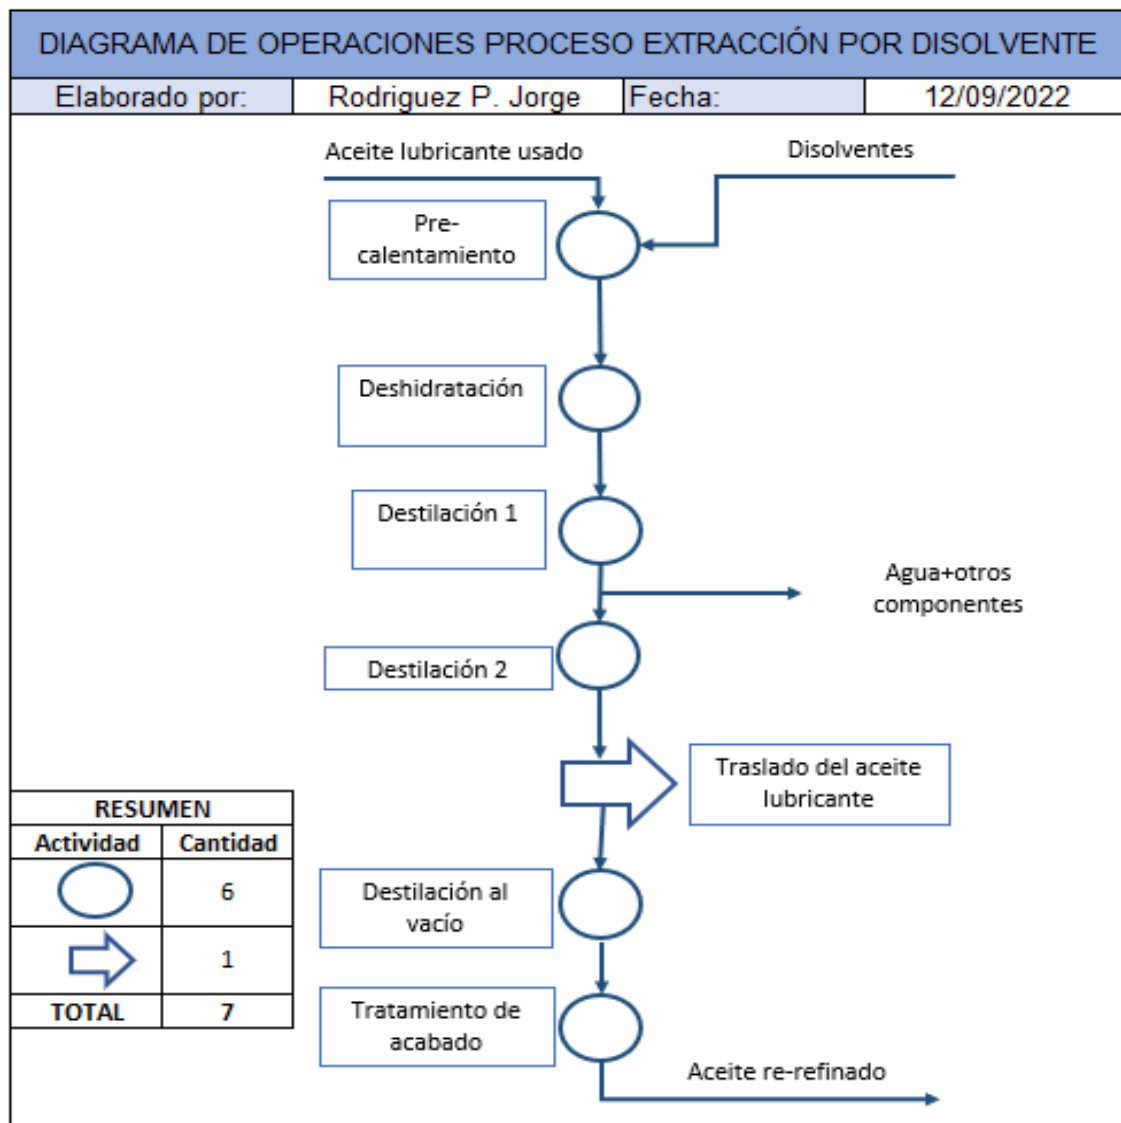 DIAGRAMA DE OPERACIONES PROCESO EXTRACCIÓN POR DISOLVENTE
Elaborado por: Rodriguez P. Jorge Fecha: 12/09/2022
Aceite lubricante usado
Disolventes
Pre-
calentamiento
Deshidratación
Destilación 1
Agua+otros
componentes
Destilación 2
Traslado del aceite
lubricante
RESUMEN
Actividad Cantidad
6
1
TOTAL 7
Destilación al
vacío
Tratamiento de
acabado
Aceite re-refinado